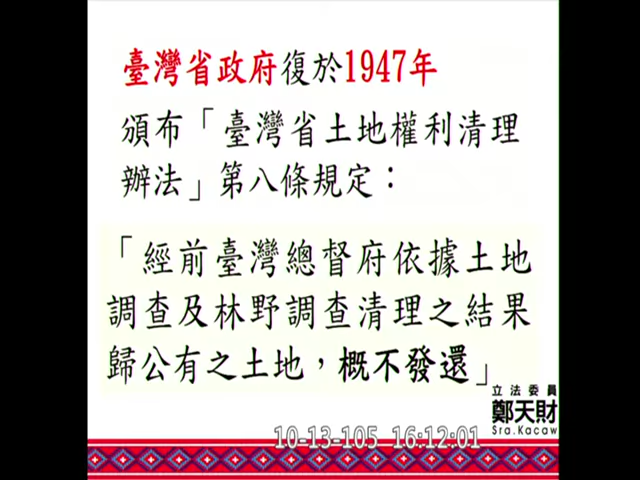 臺灣省政府復於1947年
頒布「臺灣省土地權利清理
辦法」第八條規定：
「經前臺灣總督府依據土地
調查及林野調查清理之結果
歸公有之土地，概不發還」
立法委員
鄭天財
Sra.Kacaw
10-13-105 16:12:01